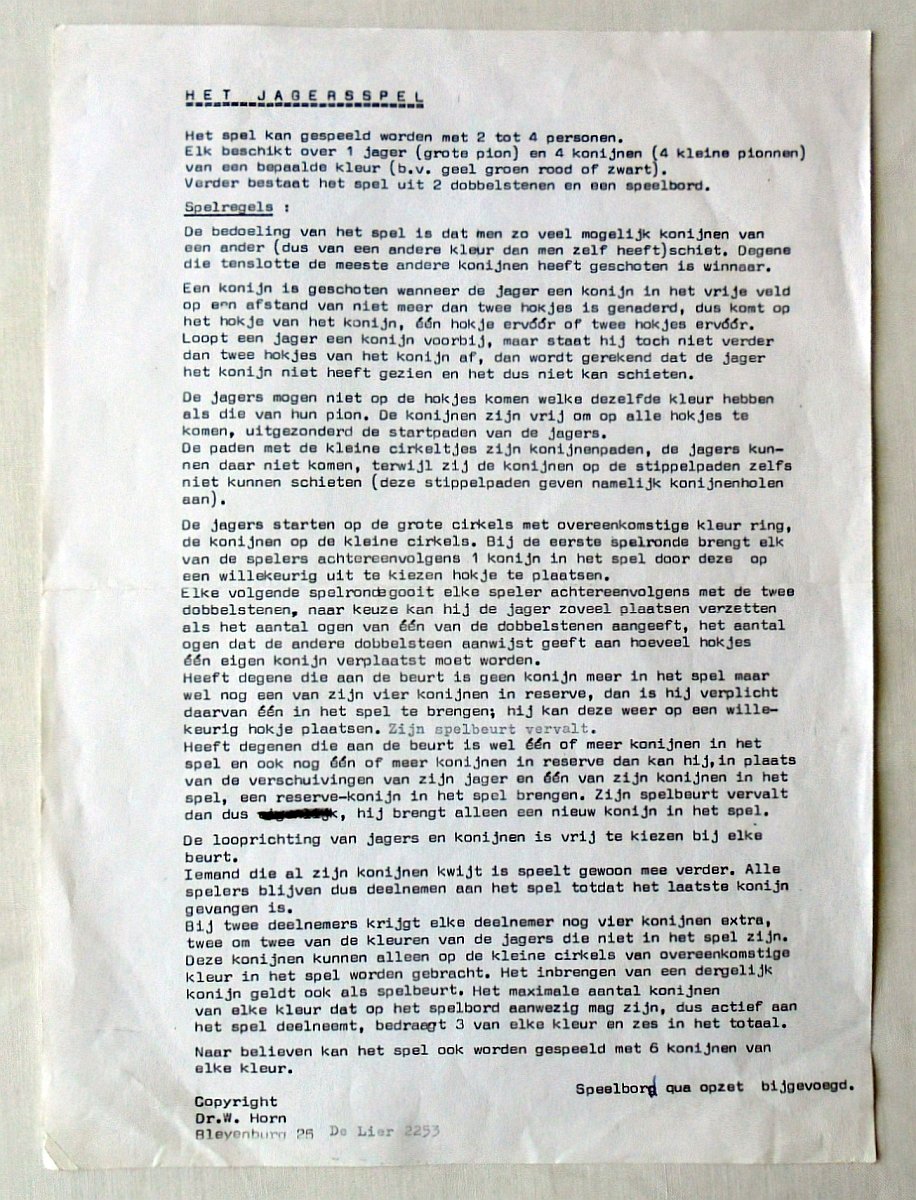 HET JAGERSSPEL
Het spel kan gespeeld worden met 2 tot 4 personen.
Elk beschikt over 1 jager (grote pion) en 4 konijnen (4 kleine pionnen)
van een bepaalde kleur (b.v. geel groen rood of zwart).
Verder bestaat het spel uit 2 dobbelstenen en een speelbord.
Spelregels :
De bedoeling van het spel is dat men zo veel mogelijk konijnen van
een ander (dus van een andere kleur dan men zelf heeft)schiet. Degene
die tenslotte de meeste andere konijnen heeft geschoten is winnaar.
Een konijn is geschoten wanneer de jager een konijn in het vrije veld
op een afstand van niet meer dan twee hokjes is genaderd, dus komt op
het hokje van het konijn, één hokje ervóór of twee hokjes ervóór.
Loopt een jager een konijn voorbij, maar staat hij toch niet verder
dan twee hokjes van het konijn af, dan wordt gerekend dat de jager
het konijn niet heeft gezien en het dus niet kan schieten.
De jagers mogen niet op de hokjes komen welke dezelfde kleur hebben
als die van hun pion. De konijnen zijn vrij om op alle hokjes te
komen, uitgezonderd de startpaden van de jagers.
De paden met de kleine cirkeltjes zijn konijnenpaden, de jagers kun-
nen daar niet komen, terwijl zij de konijnen op de stippelpaden zelfs
niet kunnen schieten (deze stippelpaden geven namelijk konijnenholen
aan).
De jagers starten op de grote cirkels met overeenkomstige kleur ring,
de konijnen op de kleine cirkels. Bij de eerste spelronde brengt elk
van de spelers achtereenvolgens 1 konijn in het spel door deze op
een willekeurig uit te kiezen hokje te plaatsen.
Elke volgende spelronde gooit elke speler achtereenvolgens met de twee
dobbelstenen, naar keuze kan hij de jager zoveel plaatsen verzetten
als het aantal ogen van één van de dobbelstenen aangeeft, het aantal
ogen dat de andere dobbelsteen aanwijst geeft aan hoeveel hokjes
één eigen konijn verplaatst moet worden.
Heeft degene die aan de beurt is geen konijn meer in het spel maar
wel nog een van zijn vier konijnen in reserve, dan is hij verplicht
daarvan één in het spel te brengen; hij kan deze weer op een wille-
keurig hokje plaatsen. Zijn spelbeurt vervalt.
Heeft degenen die aan de beurt is wel één of meer konijnen in het
spel en ook nog één of meer konijnen in reserve dan kan hij,in plaats
van de verschuivingen van zijn jager en één van zijn konijnen in het
spel, een reserve-konijn in het spel brengen. Zijn spelbeurt vervalt
dan dus , hij brengt alleen een nieuw konijn in het spel.
De looprichting van jagers en konijnen is vrij te kiezen bij elke
beurt.
Iemand die al zijn konijnen kwijt is speelt gewoon mee verder. Alle
spelers blijven dus deelnemen aan het spel totdat het laatste konijn
gevangen is.
Bij twee deelnemers krijgt elke deelnemer nog vier konijnen extra,
twee om twee van de kleuren van de jagers die niet in het spel zijn.
Deze konijnen kunnen alleen op de kleine cirkels van overeenkomstige
kleur in het spel worden gebracht. Het inbrengen van een dergelijk
konijn geldt ook als spelbeurt. Het maximale aantal konijnen
van elke kleur dat op het spelbord aanwezig mag zijn, dus actief aan
het spel deelneemt, bedraagt 3 van elke kleur en zes in het totaal.
Naar believen kan het spel ook worden gespeeld met 6 konijnen van
elke kleur.
Speelbord qua opzet bijgevoegd.
Copyright
Dr.W. Horn
Bleyenburg 25 De Lier 2253